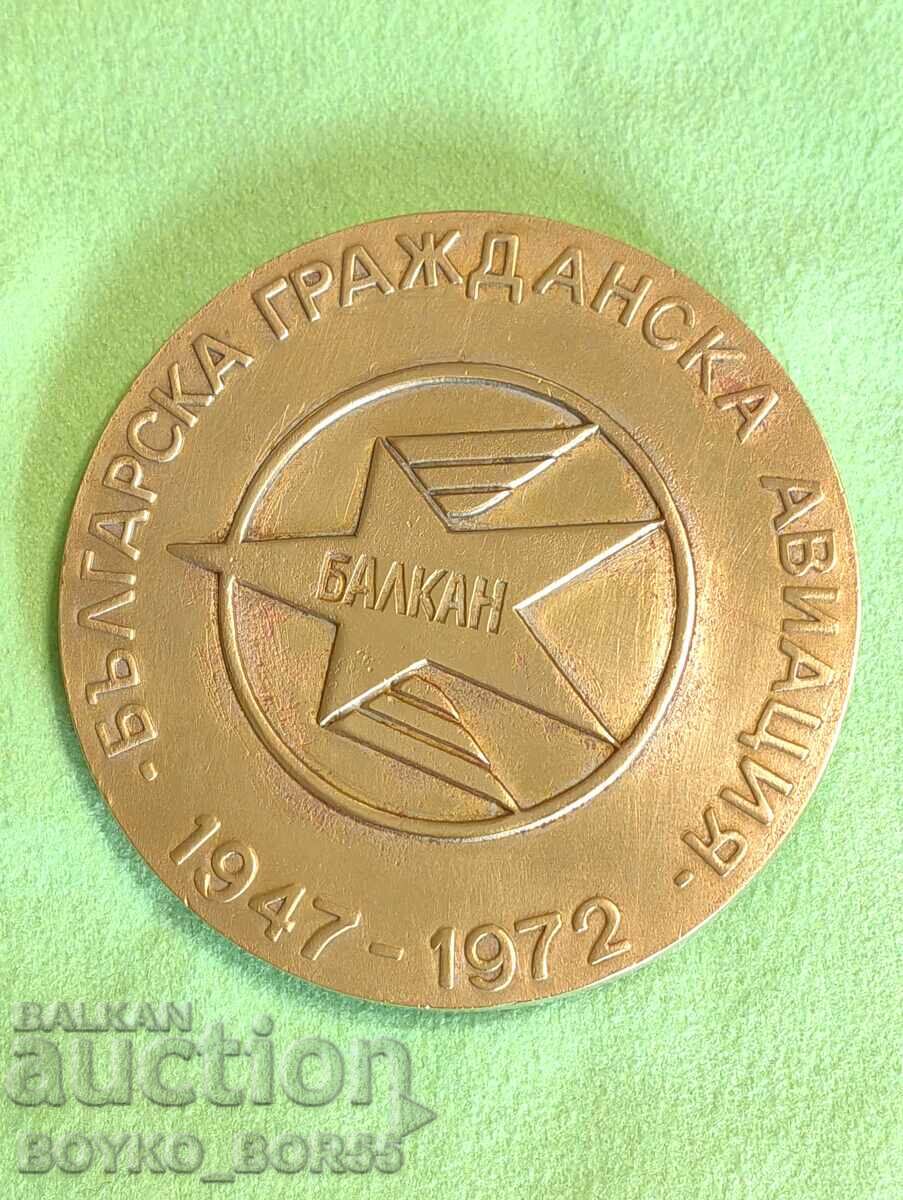 · БЪЛГАРСКА ГРАЖДАНСКА АВИАЦИЯ ·
БАЛКАН
1947 - 1972
BALKAN
auction
BOYKO_BOR55